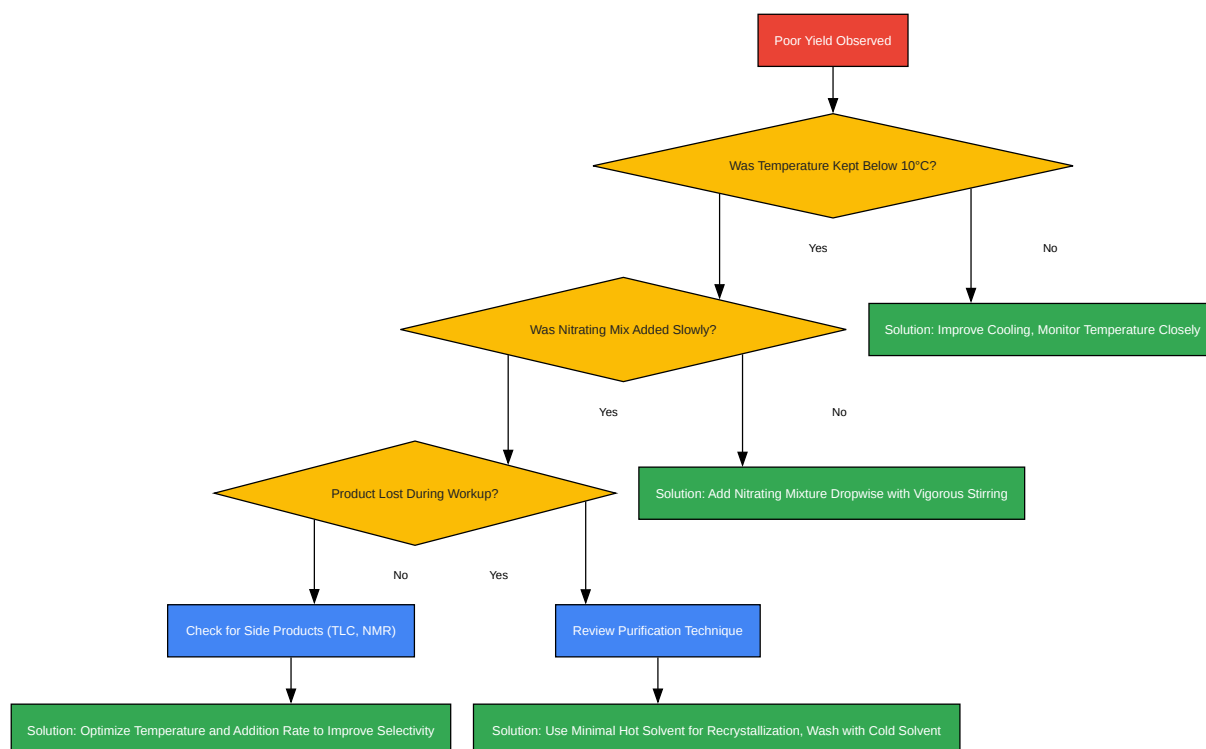 Poor Yield Observed
Was Temperature Kept Below 10°C?
Yes
No
Was Nitrating Mix Added Slowly?
Solution: Improve Cooling, Monitor Temperature Closely
Yes
No
Product Lost During Workup?
Solution: Add Nitrating Mixture Dropwise with Vigorous Stirring
No
Yes
Check for Side Products (TLC, NMR)
Review Purification Technique
Solution: Optimize Temperature and Addition Rate to Improve Selectivity
Solution: Use Minimal Hot Solvent for Recrystallization, Wash with Cold Solvent